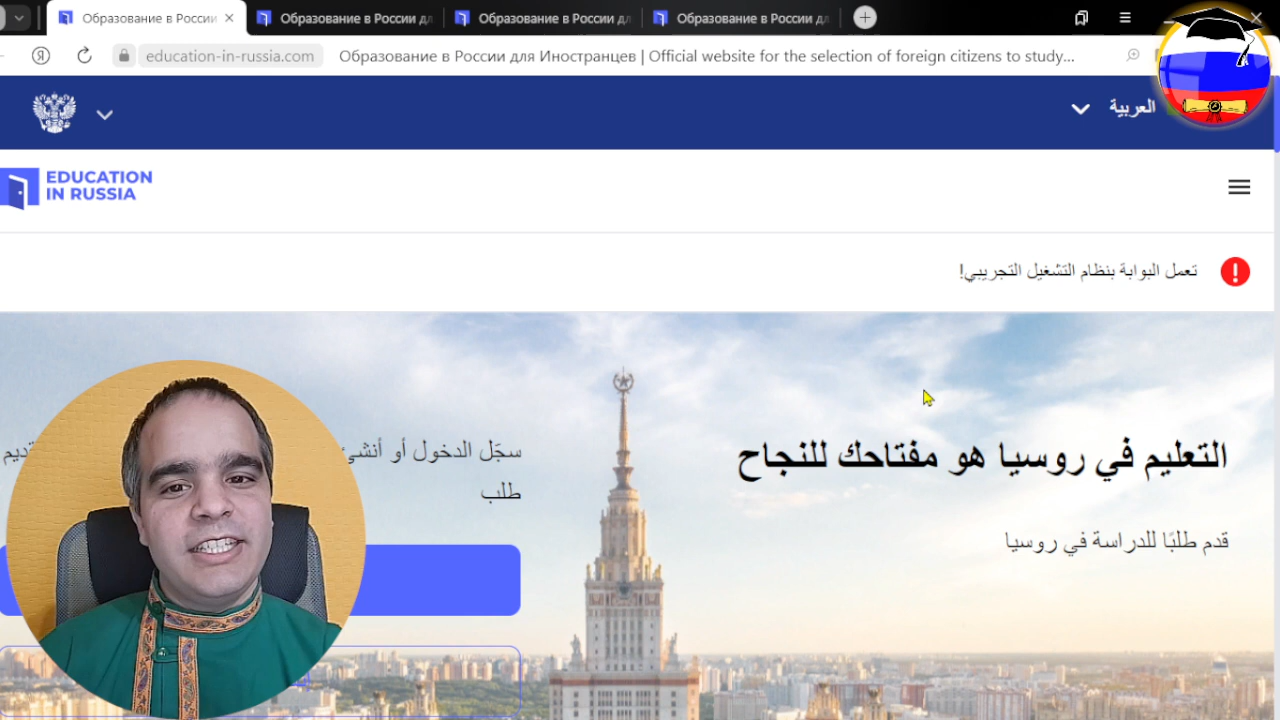 Образование в России
Образование в России дл
Образование в России дл
Образование в России дл
education-in-russia.com
Образование в России для Иностранцев | Official website for the selection of foreign citizens to study...
العربية
EDUCATION
IN RUSSIA
تعمل البوابة بنظام التشغيل التجريبي!
التعليم في روسيا هو مفتاحك للنجاح
قدم طلبًا للدراسة في روسيا
سجّل الدخول أو أنشئ
طلب